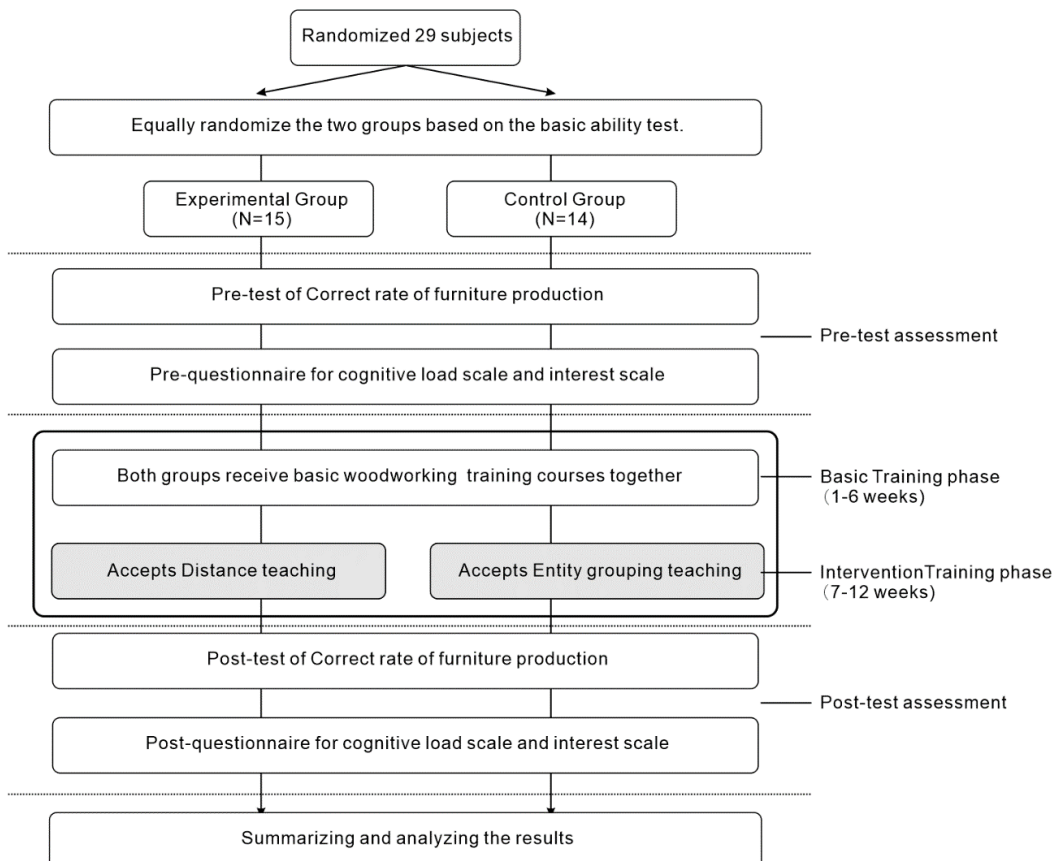 Randomized 29 subjects
Equally randomize the two groups based on the basic ability test.
Experimental Group
(N=15)
Control Group
(N=14)
Pre-test of Correct rate of furniture production
Pre-test assessment
Pre-questionnaire for cognitive load scale and interest scale
Both groups receive basic woodworking training courses together
Basic Training phase
(1-6 weeks)
Accepts Distance teaching
Accepts Entity grouping teaching
InterventionTraining phase
(7-12 weeks)
Post-test of Correct rate of furniture production
Post-test assessment
Post-questionnaire for cognitive load scale and interest scale
Summarizing and analyzing the results